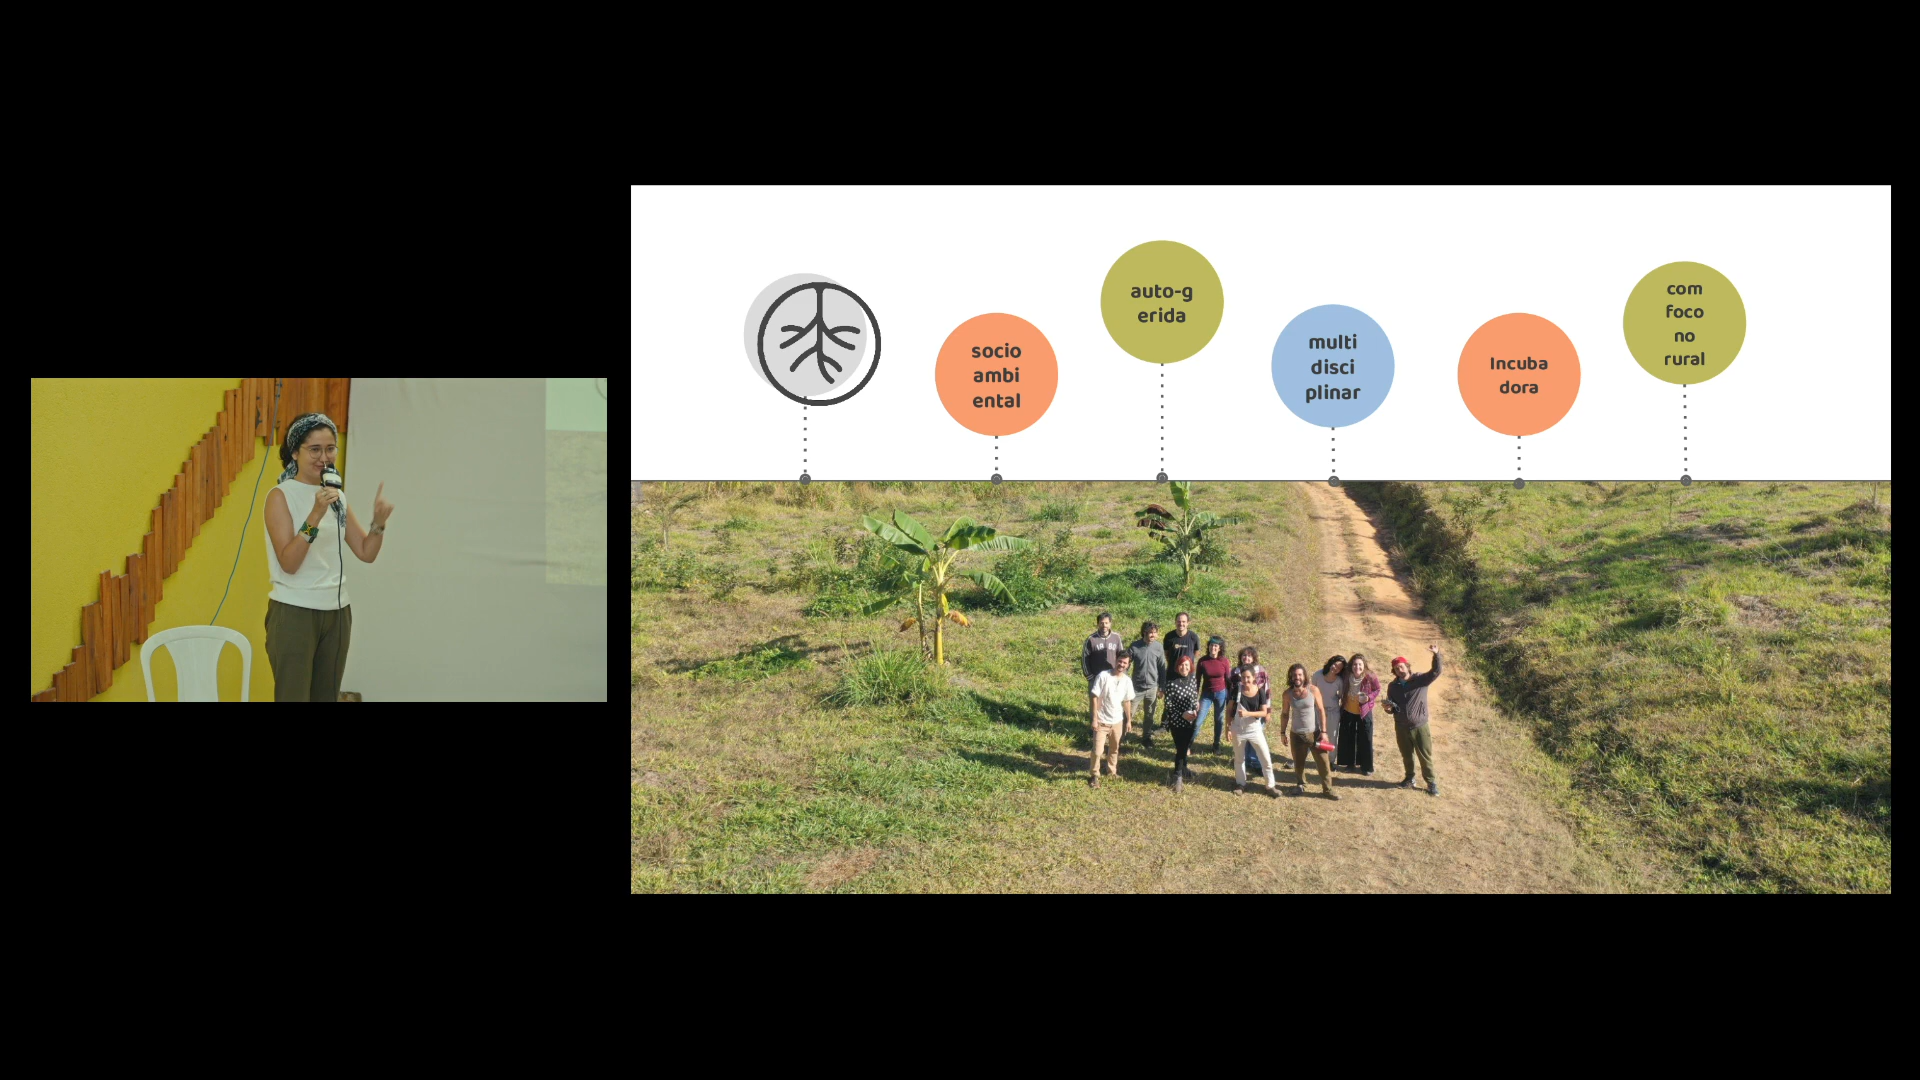 socio
ambi
ental
auto-g
erida
multi
disci
plinar
Incuba
dora
com
foco
no
rural